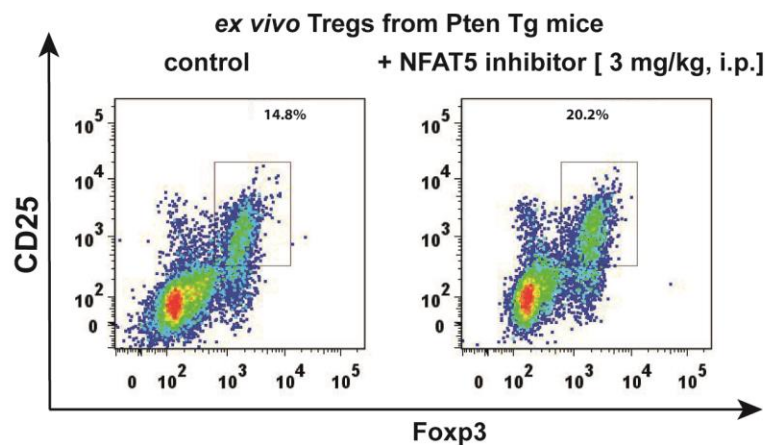 ex vivo Tregs from Pten Tg mice
control
+ NFAT5 inhibitor [ 3 mg/kg, i.p.]
CD25
14.8%
10^5
10^4
10^3
10^2
0
0 10^2 10^3 10^4 10^5
20.2%
10^5
10^4
10^3
10^2
0
0 10^2 10^3 10^4 10^5
Foxp3